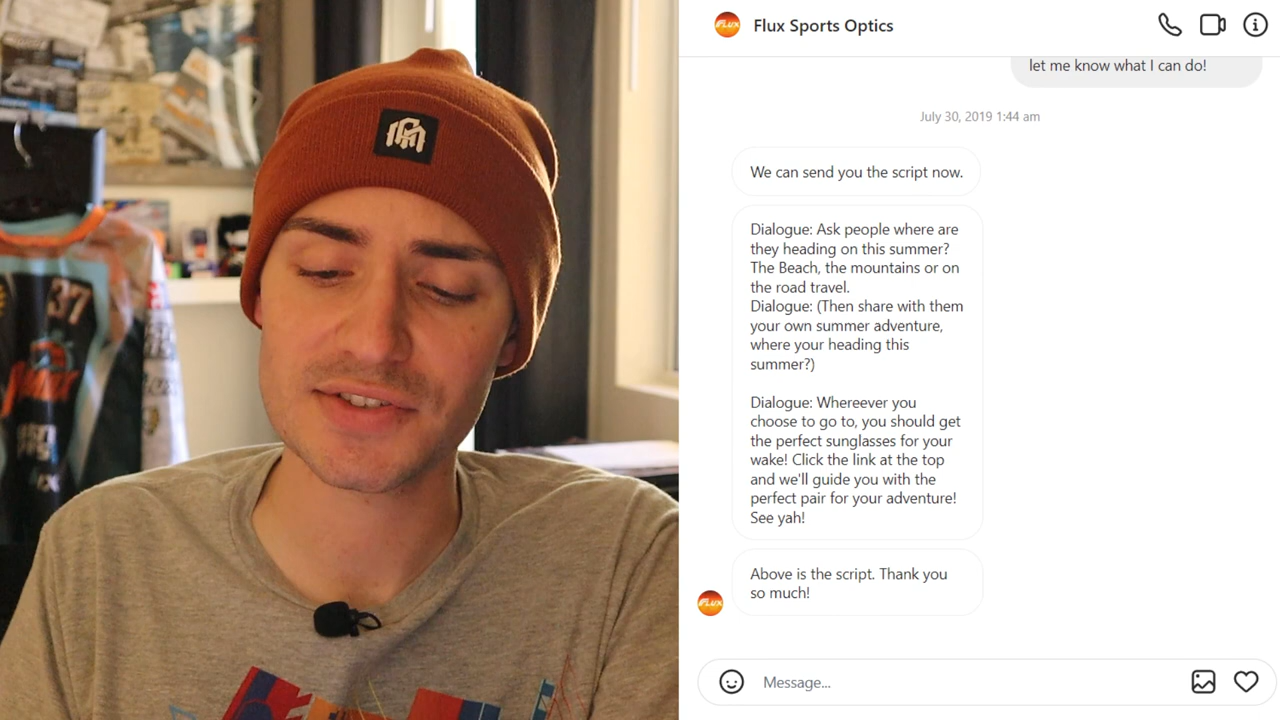 37
FLUX
Flux Sports Optics
let me know what I can do!
July 30, 2019 1:44 am
We can send you the script now.
Dialogue: Ask people where are
they heading on this summer?
The Beach, the mountains or on
the road travel.
Dialogue: (Then share with them
your own summer adventure,
where your heading this
summer?)
Dialogue: Whereever you
choose to go to, you should get
the perfect sunglasses for your
wake! Click the link at the top
and we'll guide you with the
perfect pair for your adventure!
See yah!
Above is the script. Thank you
so much!
FLUX
Message...